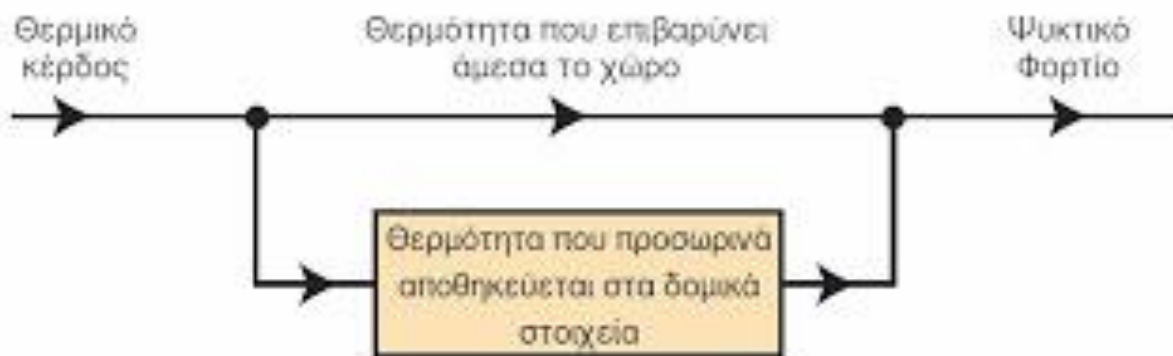 Θερμικό
κέρδος
Θερμότητα που επιβαρύνει
άμεσα το χώρο
Ψυκτικό
Φορτίο
Θερμότητα που προσωρινά
αποθηκεύεται στα δομικά
στοιχεία